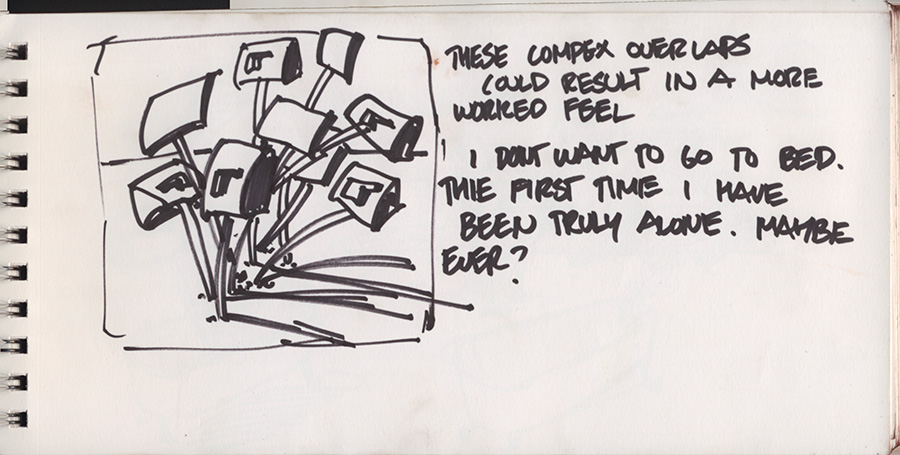 THESE COMPEX OVERLAPS
COULD RESULT IN A MORE
WORKED FEEL
I DONT WANT TO GO TO BED.
THE FIRST TIME I HAVE
BEEN TRULY ALONE. MAYBE
EVER?